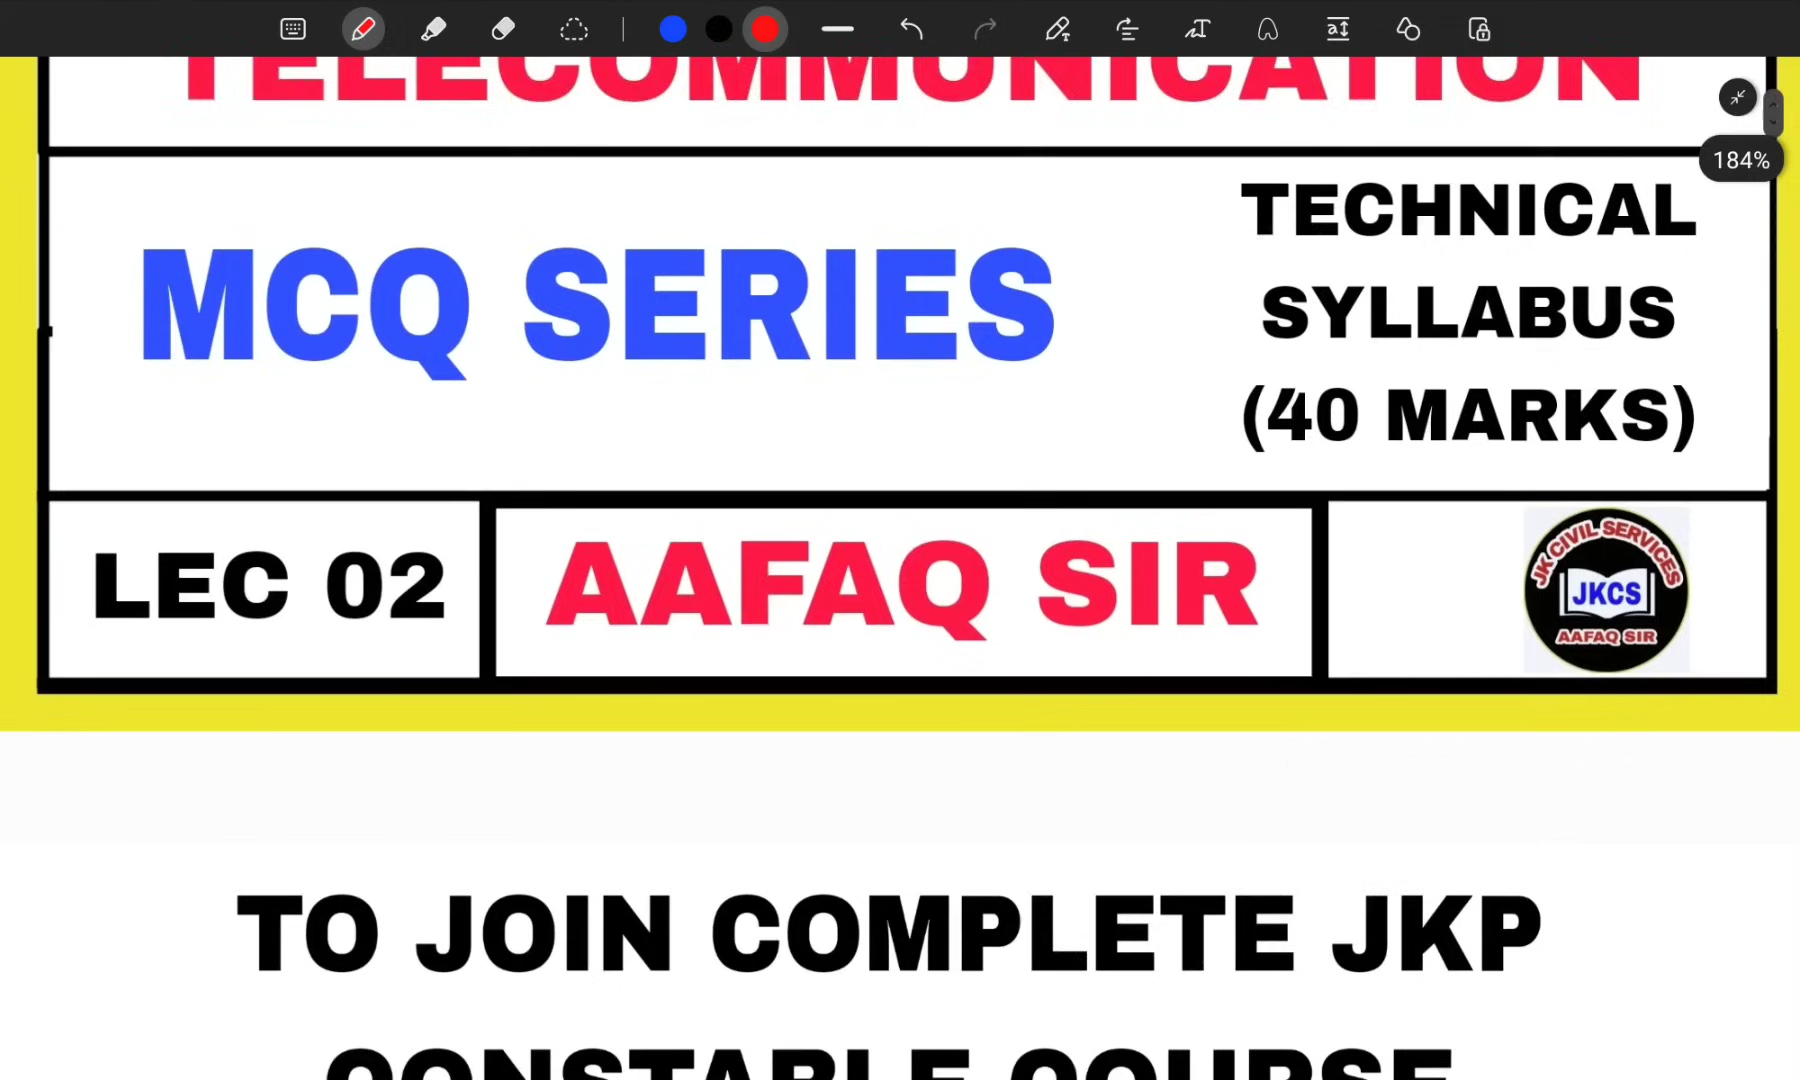 184%
TELECOMMUNICATION
MCQ SERIES
TECHNICAL
SYLLABUS
(40 MARKS)
LEC 02
AAFAQ SIR
JK CIVIL SERVICES
JKCS
AAFAQ SIR
TO JOIN COMPLETE JKP
CONSTABLE COURSE